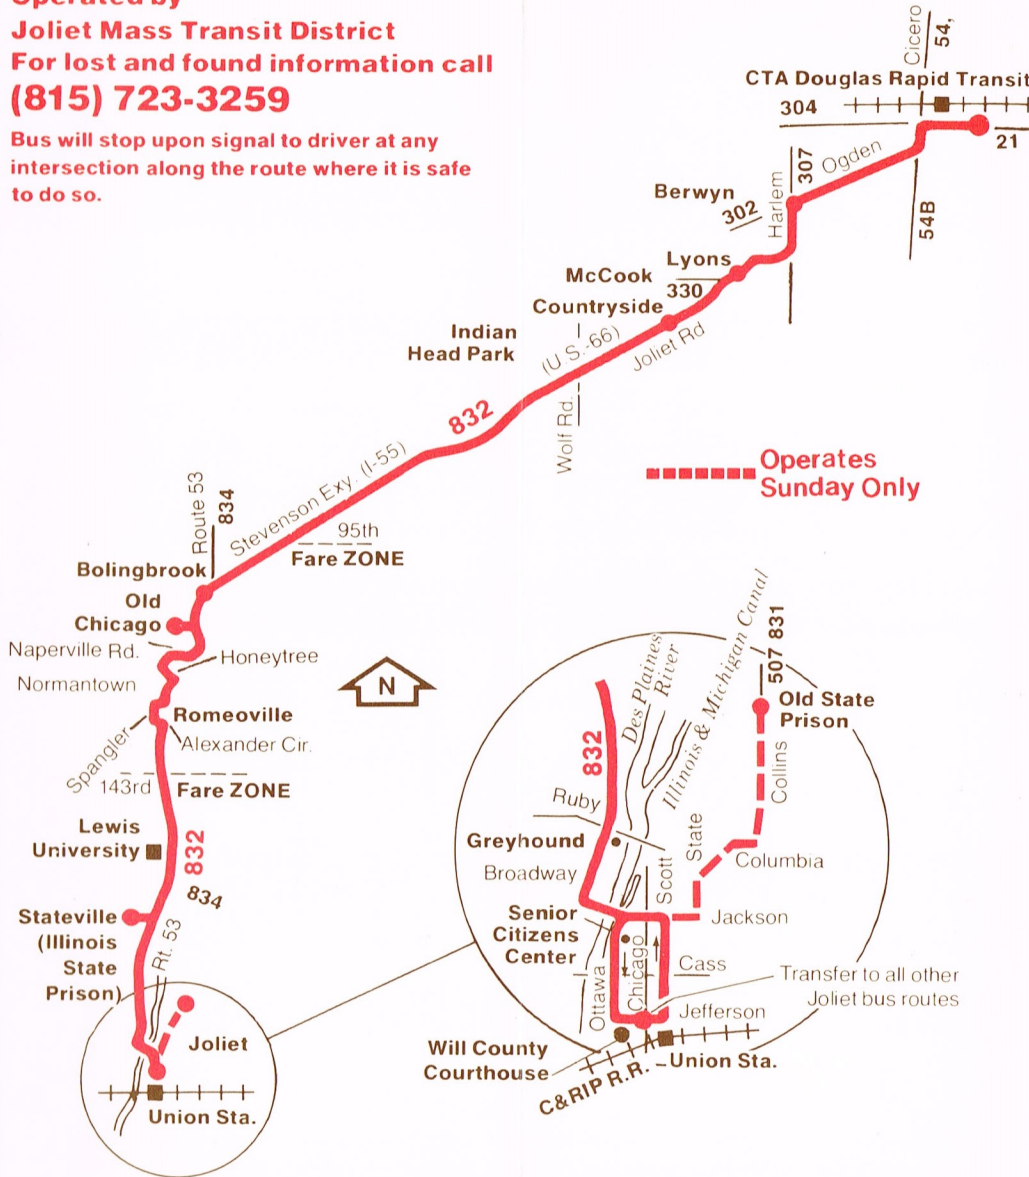 Operated by
Joliet Mass Transit District
For lost and found information call
(815) 723-3259
Bus will stop upon signal to driver at any
intersection along the route where it is safe
to do so.
Cicero
54,
CTA Douglas Rapid Transit
304
21
54B
Ogden
307
Harlem
Berwyn
302
Lyons
McCook
330
Countryside
Indian
Head Park
(U.S.-66)
Joliet Rd
Wolf Rd.
832
Operates
Sunday Only
Stevenson Exy. (I-55)
Route 53
834
95th
Fare ZONE
Bolingbrook
Old
Chicago
Naperville Rd.
Honeytree
Normantown
N
Romeoville
Spangler
Alexander Cir.
143rd
Fare ZONE
Lewis
University
832
834
Stateville
(Illinois
State
Prison)
Rt. 53
Joliet
Union Sta.
Des Plaines
River
Illinois & Michigan Canal
507 831
Old State
Prison
832
Collins
Ruby
Greyhound
State
Columbia
Broadway
Scott
Senior
Citizens
Center
Jackson
Ottawa
Chicago
Cass
Transfer to all other
Joliet bus routes
Jefferson
Will County
Courthouse
Union Sta.
C&RIP R.R.